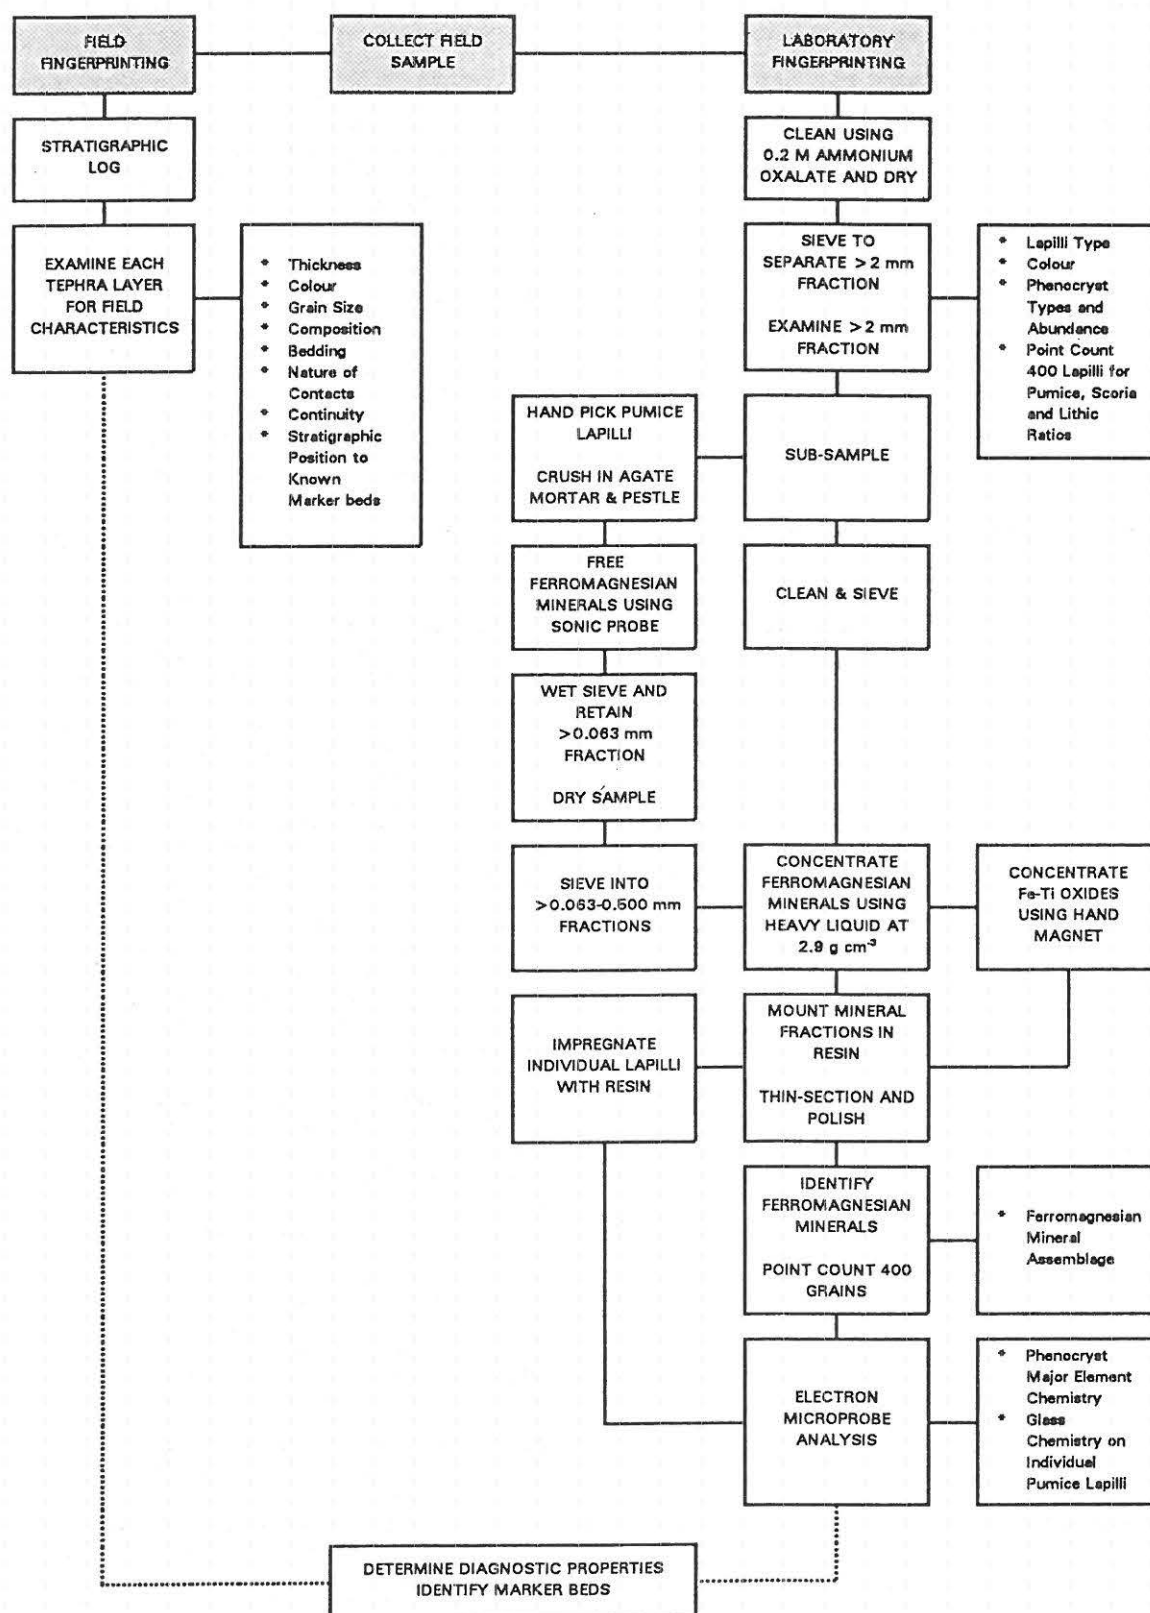 FIELD
FINGERPRINTING
COLLECT FIELD
SAMPLE
LABORATORY
FINGERPRINTING
STRATIGRAPHIC
LOG
CLEAN USING
0.2 M AMMONIUM
OXALATE AND DRY
EXAMINE EACH
TEPHRA LAYER
FOR FIELD
CHARACTERISTICS
* Thickness
* Colour
* Grain Size
* Composition
* Bedding
* Nature of
Contacts
* Continuity
* Stratigraphic
Position to
Known
Marker beds
SIEVE TO
SEPARATE >2 mm
FRACTION
EXAMINE >2 mm
FRACTION
* Lapilli Type
* Colour
* Phenocryst
Types and
Abundance
* Point Count
400 Lapilli for
Pumice, Scoria
and Lithic
Ratios
HAND PICK PUMICE
LAPILLI
CRUSH IN AGATE
MORTAR & PESTLE
SUB-SAMPLE
FREE
FERROMAGNESIAN
MINERALS USING
SONIC PROBE
CLEAN & SIEVE
WET SIEVE AND
RETAIN
>0.063 mm
FRACTION
DRY SAMPLE
SIEVE INTO
>0.063-0.500 mm
FRACTIONS
CONCENTRATE
FERROMAGNESIAN
MINERALS USING
HEAVY LIQUID AT
2.9 g cm⁻³
CONCENTRATE
Fe-Ti OXIDES
USING HAND
MAGNET
IMPREGNATE
INDIVIDUAL LAPILLI
WITH RESIN
MOUNT MINERAL
FRACTIONS IN
RESIN
THIN-SECTION AND
POLISH
IDENTIFY
FERROMAGNESIAN
MINERALS
POINT COUNT 400
GRAINS
* Ferromagnesian
Mineral
Assemblage
ELECTRON
MICROPROBE
ANALYSIS
* Phenocryst
Major Element
Chemistry
* Glass
Chemistry on
Individual
Pumice Lapilli
DETERMINE DIAGNOSTIC PROPERTIES
IDENTIFY MARKER BEDS